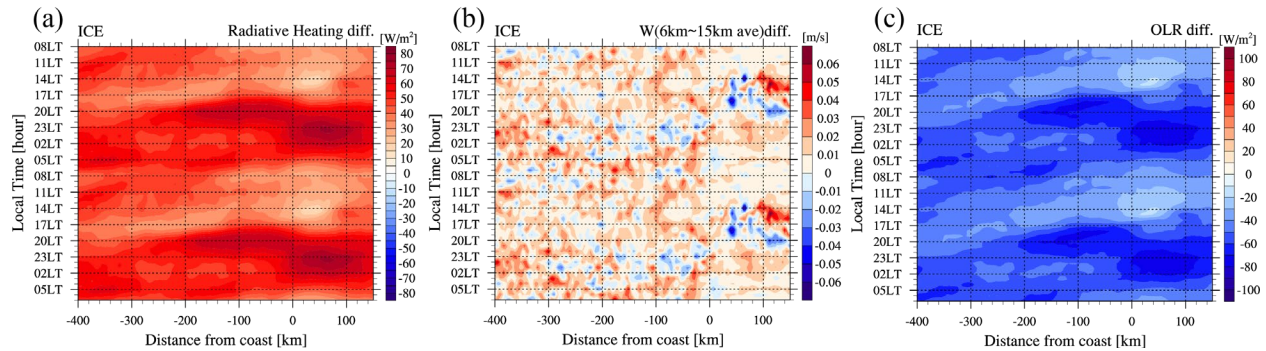 (a)
ICE Radiative Heating diff.
[W/m²]
08LT
11LT
14LT
17LT
20LT
23LT
02LT
05LT
08LT
11LT
14LT
17LT
20LT
23LT
02LT
05LT
Local Time [hour]
-400 -300 -200 -100 0 100
Distance from coast [km]
80
70
60
50
40
30
20
10
5
0
-5
-10
-20
-30
-40
-50
-60
-70
-80
(b)
ICE W(6km~15km ave)diff.
[m/s]
08LT
11LT
14LT
17LT
20LT
23LT
02LT
05LT
08LT
11LT
14LT
17LT
20LT
23LT
02LT
05LT
Local Time [hour]
-400 -300 -200 -100 0 100
Distance from coast [km]
0.06
0.05
0.04
0.03
0.02
0.01
0
-0.01
-0.02
-0.03
-0.04
-0.05
-0.06
(c)
ICE OLR diff.
[W/m²]
08LT
11LT
14LT
17LT
20LT
23LT
02LT
05LT
08LT
11LT
14LT
17LT
20LT
23LT
02LT
05LT
Local Time [hour]
-400 -300 -200 -100 0 100
Distance from coast [km]
100
80
60
40
20
0
-20
-40
-60
-80
-100